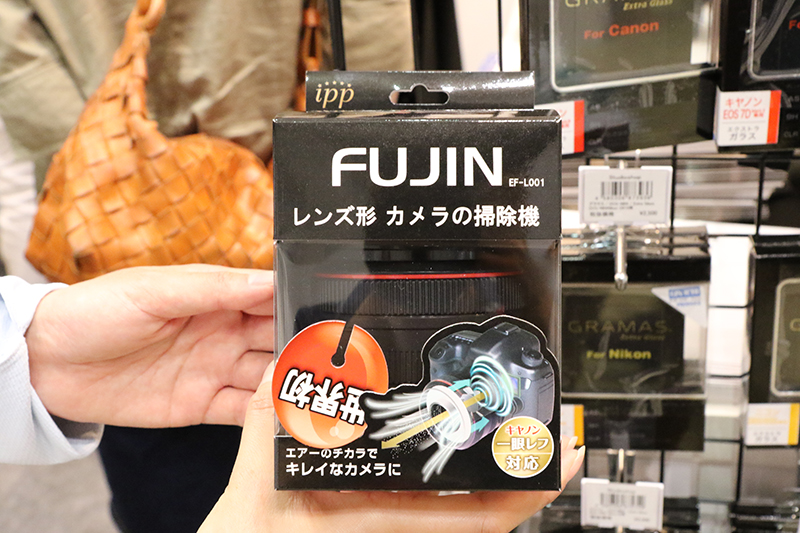 ipp
FUJIN EF-L001
レンズ形 カメラの掃除機
世界初
エアーのチカラで
キレイなカメラに
キヤノン
一眼レフ
対応
GRAMAS
Extra Glass
For Canon
キヤノン
EOS 7D
ガラス
GRAMAS
Extra Glass
For Nikon